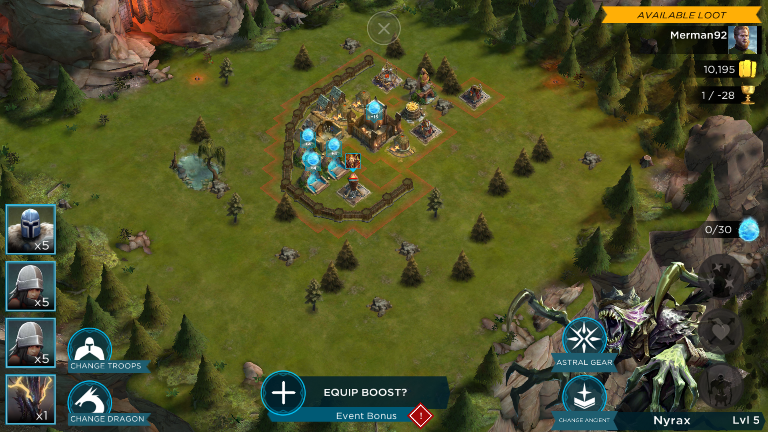 AVAILABLE LOOT
Merman92
10,195
1 / -28
0/30
x5
x5
x5
x1
CHANGE TROOPS
CHANGE DRAGON
EQUIP BOOST?
Event Bonus
ASTRAL GEAR
CHANGE ANCIENT
Nyrax Lvl 5